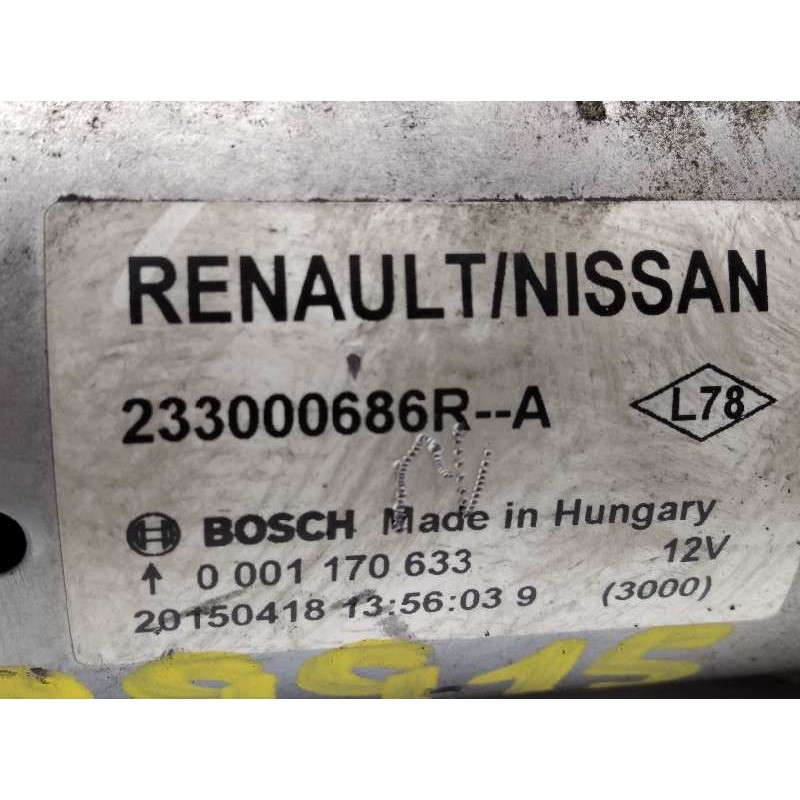 RENAULT/NISSAN
233000686R--A L78
BOSCH Made in Hungary
0 001 170 633 12V
20150418 13:56:03 9 (3000)